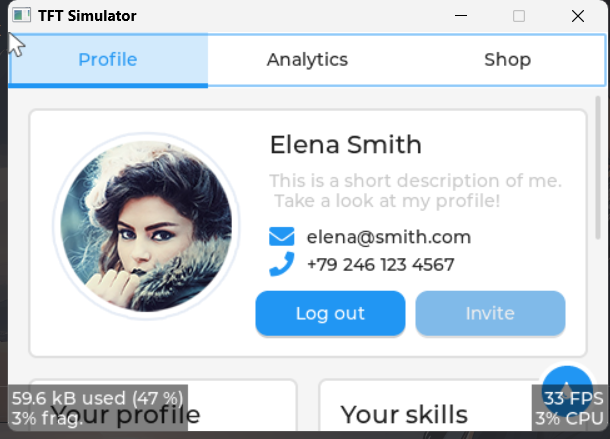 TFT Simulator
Profile
Analytics
Shop
Elena Smith
This is a short description of me.
Take a look at my profile!
elena@smith.com
+79 246 123 4567
Log out
Invite
59.6 kB used (47 %)
3% frag.
Your profile
Your skills
33 FPS
3% CPU